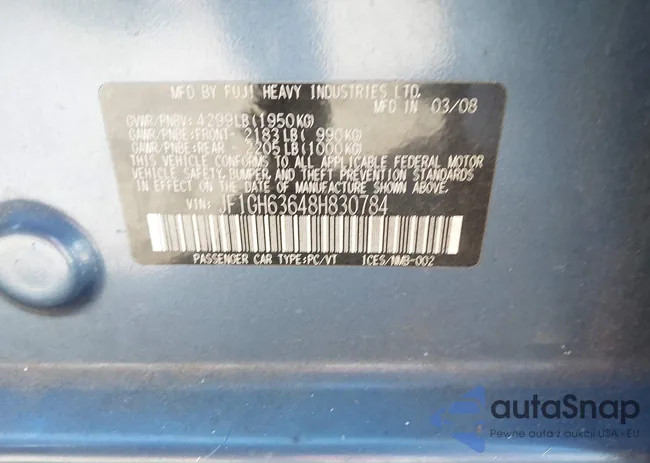 MFD BY FUJI HEAVY INDUSTRIES LTD.
MFD IN 03/08
GVWR/PNBV: 4299LB(1950KG)
GAWR/PNBE:FRONT- 2183LB( 990KG)
GAWR/PNBE:REAR - 2205LB(1000KG)
THIS VEHICLE CONFORMS TO ALL APPLICABLE FEDERAL MOTOR
VEHICLE SAFETY, BUMPER, AND THEFT PREVENTION STANDARDS
IN EFFECT ON THE DATE OF MANUFACTURE SHOWN ABOVE.
VIN: JF1GH63648H830784
PASSENGER CAR TYPE:PC/VT ICES/NMB-002
autaSnap
Pewne auta z aukcji USA i EU